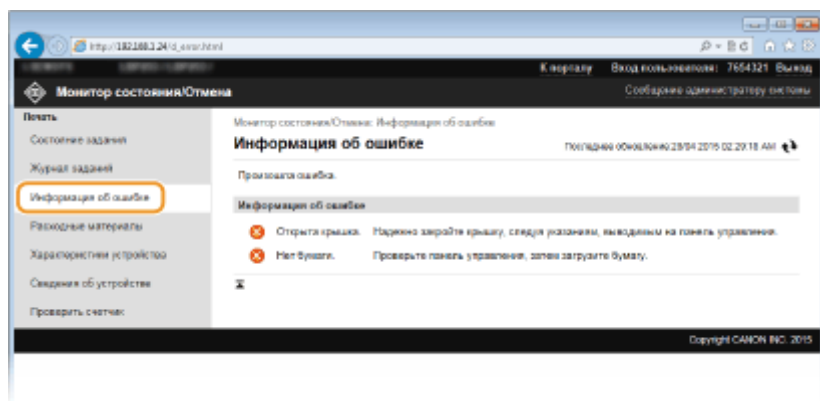 http://192.168.1.24/d_error.html
К порталу Вход пользователя: 7654321 Выход
Монитор состояния/Отмена
Сообщение администратору системы
Печать
Состояние задания
Журнал заданий
Информация об ошибке
Расходные материалы
Характеристики устройства
Сведения об устройстве
Проверить счетчик
Монитор состояния/Отмена: Информация об ошибке
Информация об ошибке
Последнее обновление:28/04 2015 02:29:18 AM
Произошла ошибка.
Информация об ошибке
Открыта крышка. Надежно закройте крышку, следуя указаниям, выводимым на панель управления.
Нет бумаги. Проверьте панель управления, затем загрузите бумагу.
Copyright CANON INC. 2015